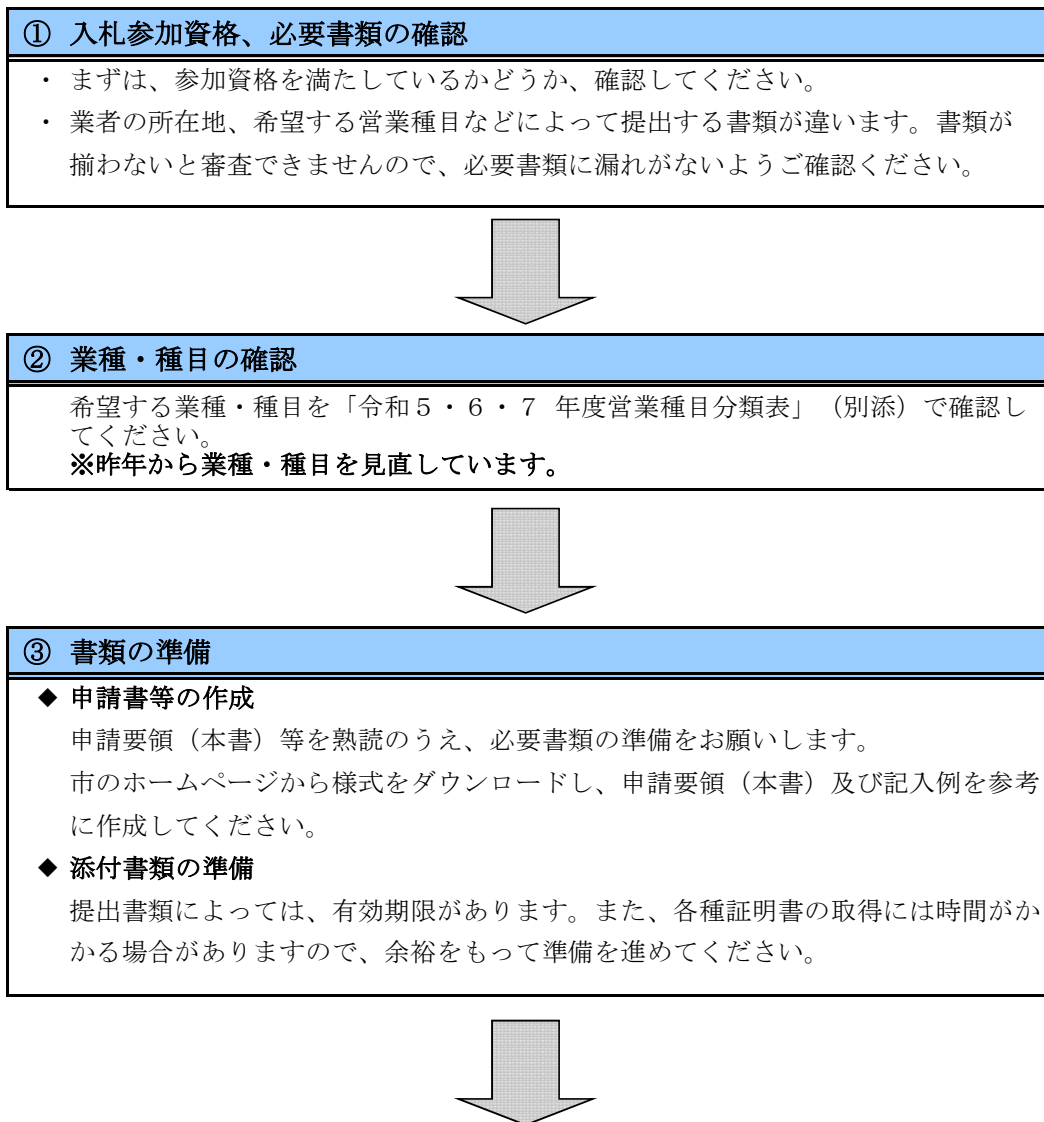 ① 入札参加資格、必要書類の確認
・ まずは、参加資格を満たしているかどうか、確認してください。
・ 業者の所在地、希望する営業種目などによって提出する書類が違います。書類が
揃わないと審査できませんので、必要書類に漏れがないようご確認ください。
② 業種・種目の確認
希望する業種・種目を「令和５・６・７ 年度営業種目分類表」（別添）で確認し
てください。
※昨年から業種・種目を見直しています。
③ 書類の準備
◆ 申請書等の作成
申請要領（本書）等を熟読のうえ、必要書類の準備をお願いします。
市のホームページから様式をダウンロードし、申請要領（本書）及び記入例を参考
に作成してください。
◆ 添付書類の準備
提出書類によっては、有効期限があります。また、各種証明書の取得には時間がか
かる場合がありますので、余裕をもって準備を進めてください。